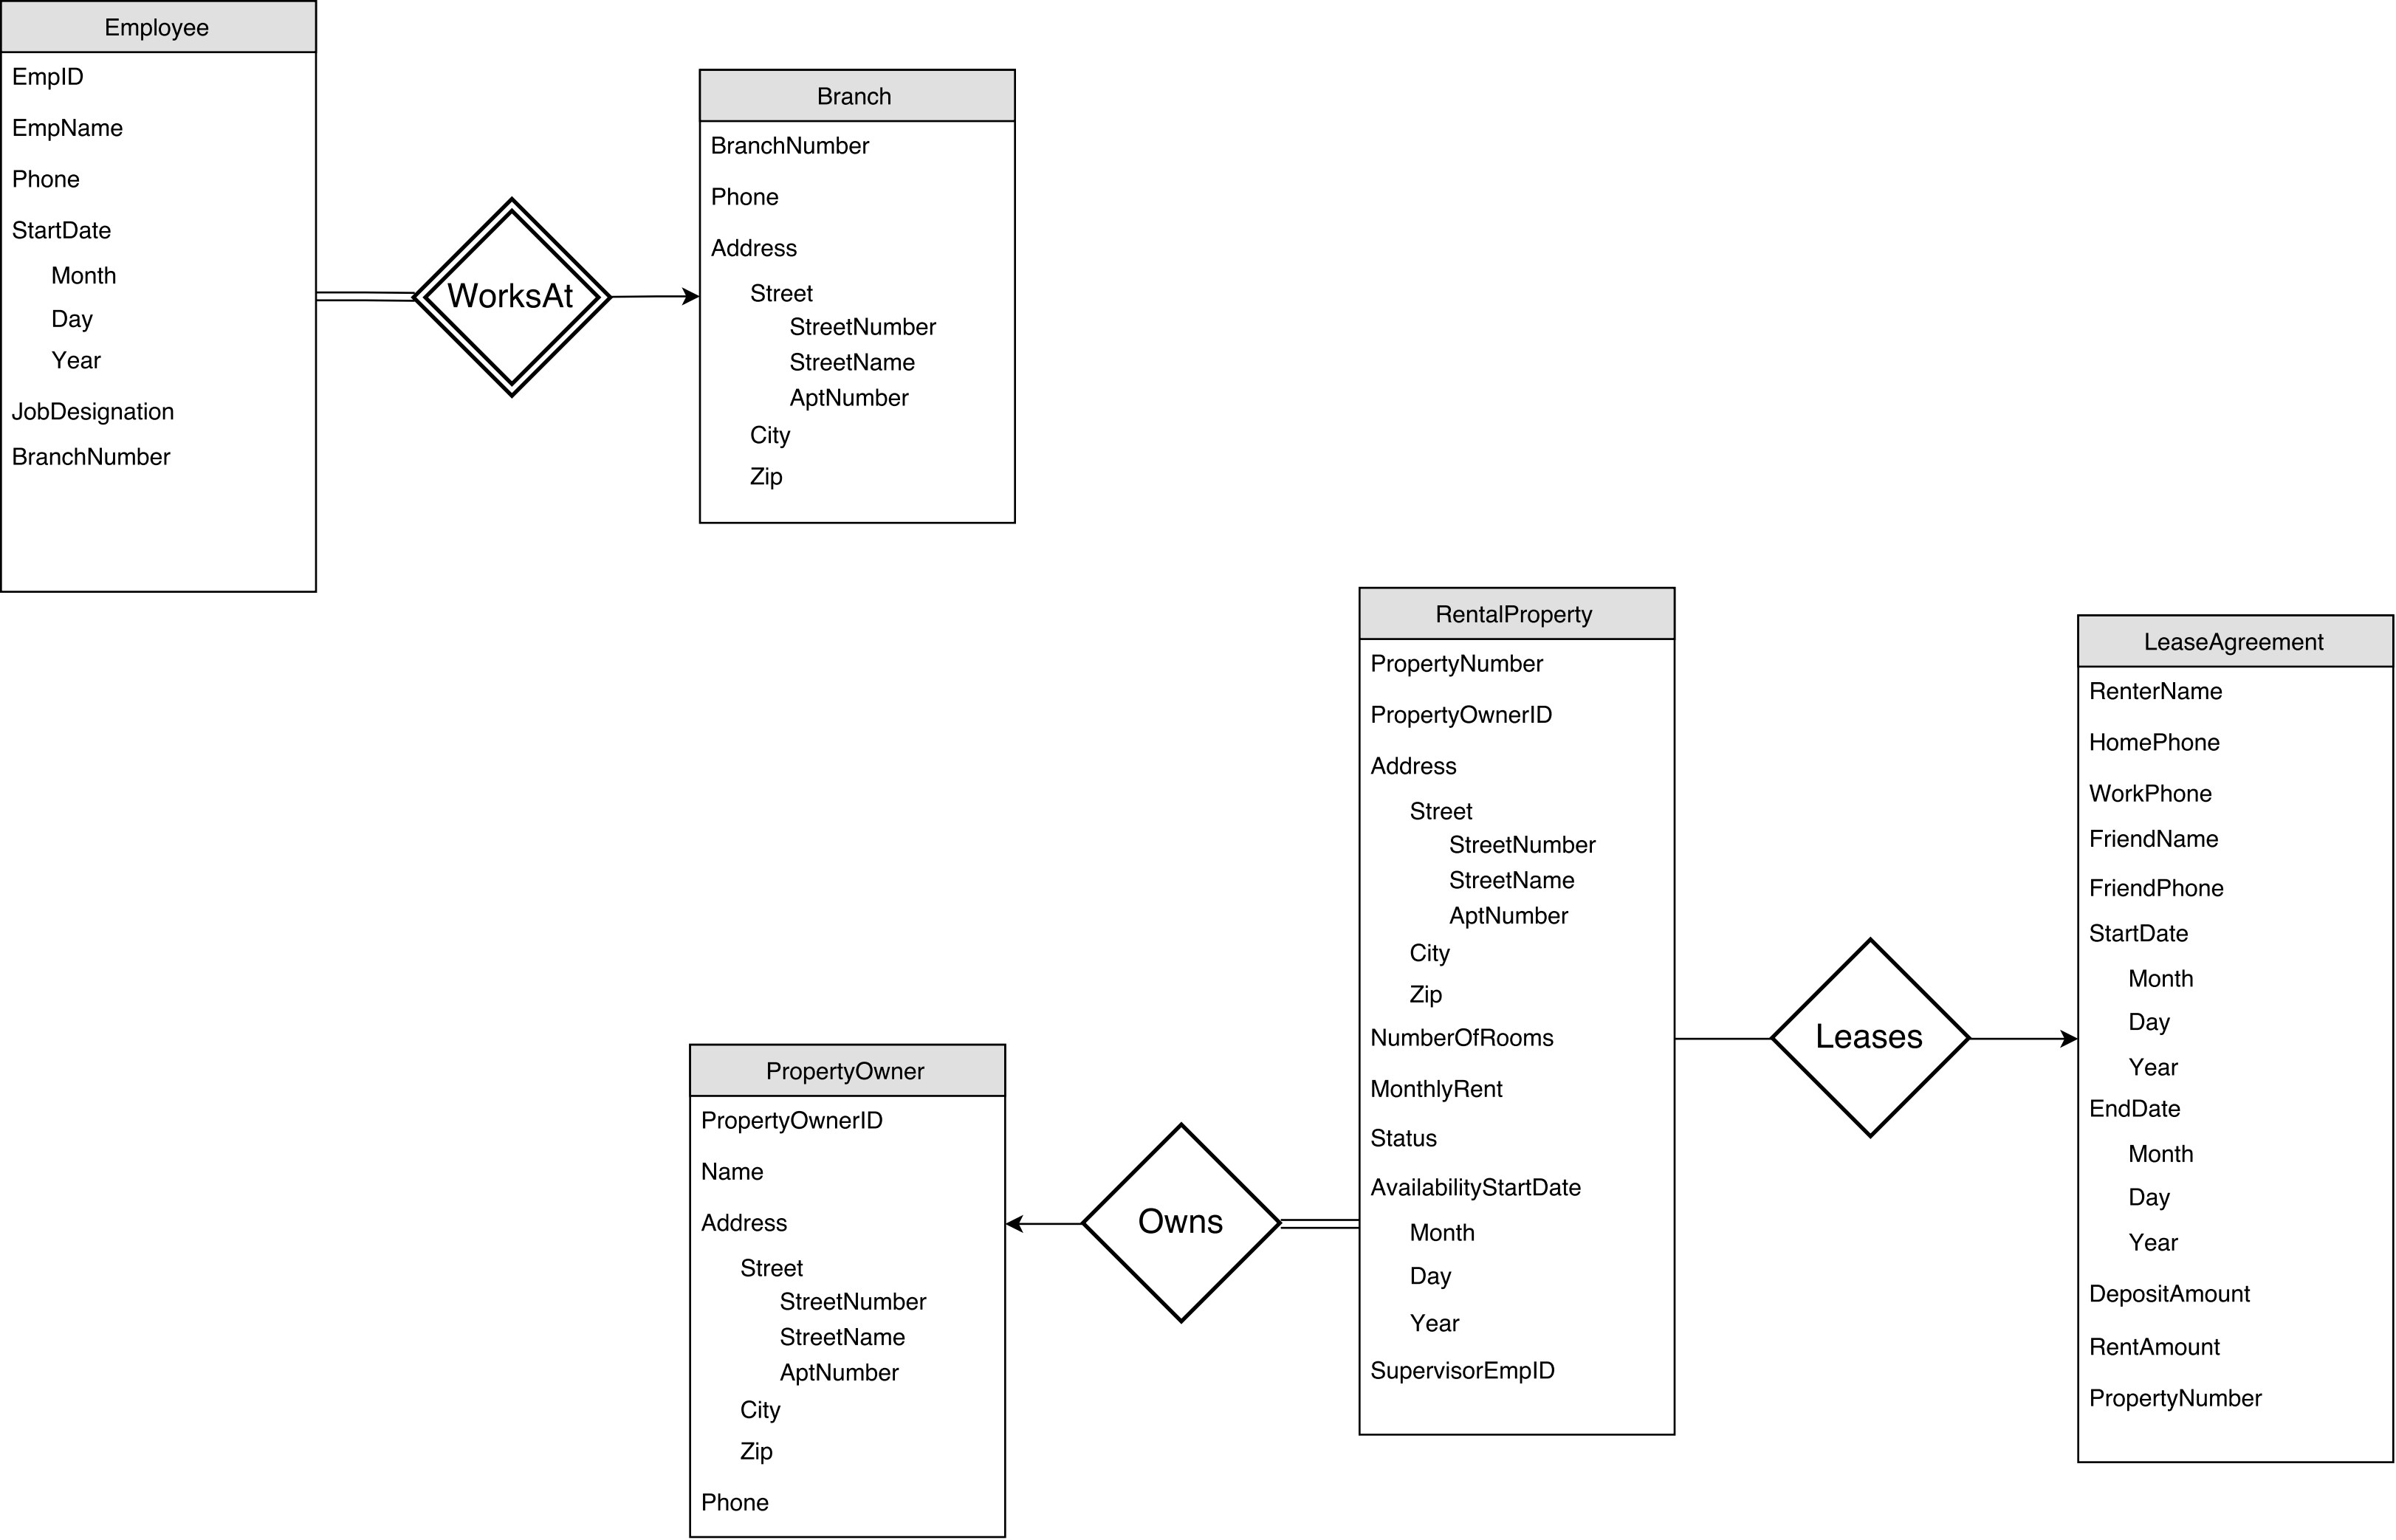 Employee
EmpID
EmpName
Phone
StartDate
Month
Day
Year
JobDesignation
BranchNumber
WorksAt
Branch
BranchNumber
Phone
Address
Street
StreetNumber
StreetName
AptNumber
City
Zip
RentalProperty
PropertyNumber
PropertyOwnerID
Address
Street
StreetNumber
StreetName
AptNumber
City
Zip
NumberOfRooms
MonthlyRent
Status
AvailabilityStartDate
Month
Day
Year
SupervisorEmpID
Leases
LeaseAgreement
RenterName
HomePhone
WorkPhone
FriendName
FriendPhone
StartDate
Month
Day
Year
EndDate
Month
Day
Year
DepositAmount
RentAmount
PropertyNumber
PropertyOwner
PropertyOwnerID
Name
Address
Street
StreetNumber
StreetName
AptNumber
City
Zip
Phone
Owns